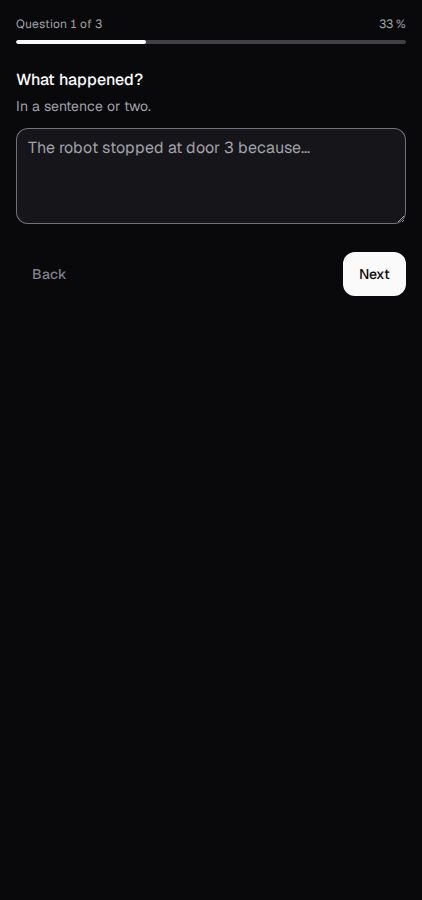 Question 1 of 3
33 %
What happened?
In a sentence or two.
The robot stopped at door 3 because...
Back
Next